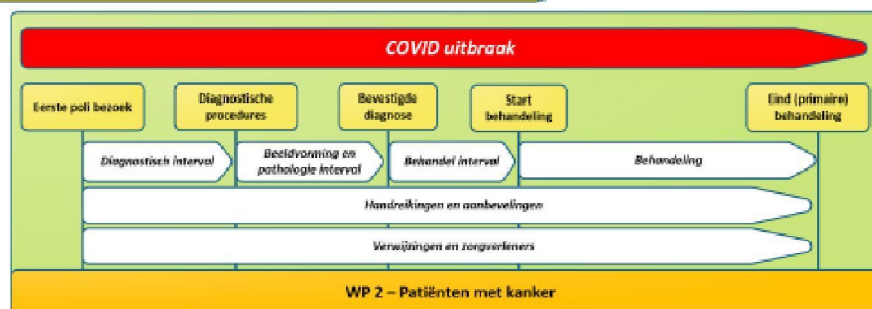 COVID uitbraak
Eerste poli bezoek
Diagnostische
procedures
Bevestigde
diagnose
Start
behandeling
Eind (primaire)
behandeling
Diagnostisch interval
Beeldvorming en
pathologie interval
Behandel interval
Behandeling
Handreikingen en aanbevelingen
Verwijzingen en zorgverleners
WP 2 – Patiënten met kanker